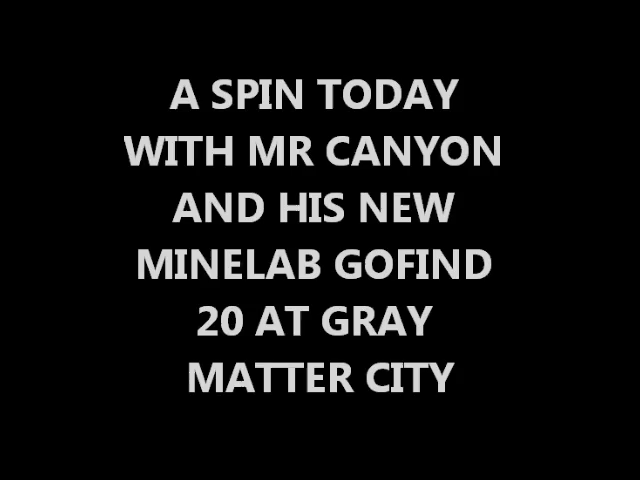 A SPIN TODAY
WITH MR CANYON
AND HIS NEW
MINELAB GOFIND
20 AT GRAY
MATTER CITY